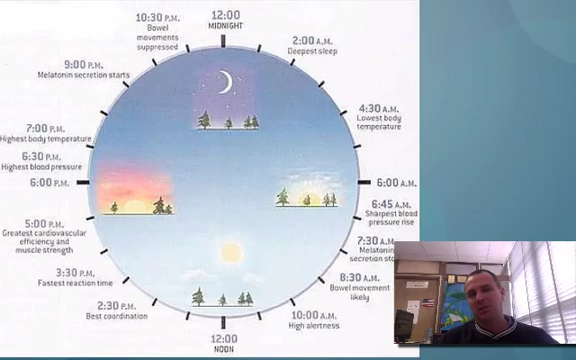 12:00
MIDNIGHT
2:00 A.M.
Deepest sleep
4:30 A.M.
Lowest body
temperature
6:00 A.M.
6:45 A.M.
Sharpest blood
pressure rise
7:30 A.M.
Melaton
secretion sto
8:30 A.M.
Bowel movement
likely
10:00 A.M.
High alertness
12:00
NOON
2:30 P.M.
Best coordination
3:30 P.M.
Fastest reaction time
5:00 P.M.
Greatest cardiovascular
efficiency and
muscle strength
6:00 P.M.
6:30 P.M.
Highest blood pressure
7:00 P.M.
Highest body temperature
9:00 P.M.
Melatonin secretion starts
10:30 P.M.
Bowel
movements
suppressed